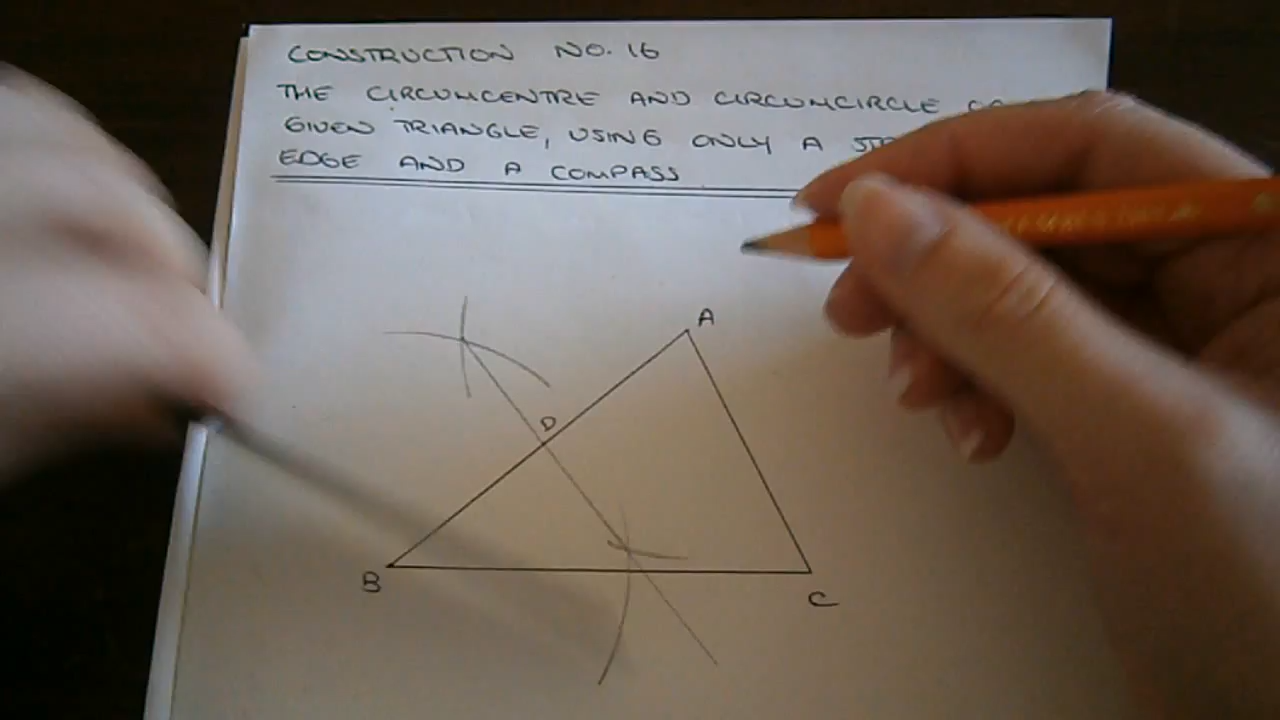 CONSTRUCTION NO. 16
THE CIRCUMCENTRE AND CIRCUMCIRCLE
GIVEN TRIANGLE, USING ONLY A
EDGE AND A COMPASS
A
D
B
C